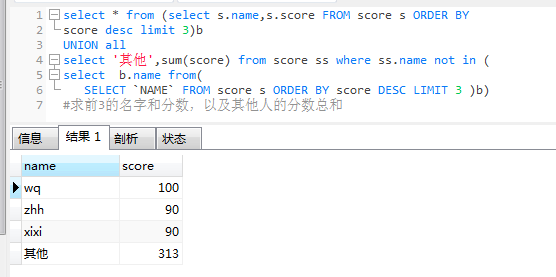 1 select * from (select s.name,s.score FROM score s ORDER BY
2 score desc limit 3)b
3 UNION all
4 select '其他',sum(score) from score ss where ss.name not in (
5 select  b.name from(
6 SELECT `NAME` FROM score s ORDER BY score DESC LIMIT 3 )b)
7 #求前3的名字和分数，以及其他人的分数总和
信息 结果 1 剖析 状态
name score
wq 100
zhh 90
xixi 90
其他 313